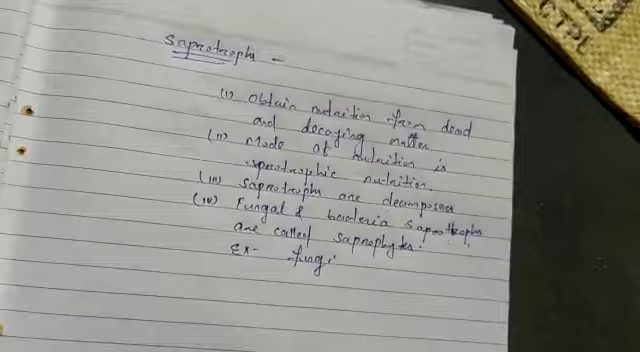 Saprotrophs -
(i) Obtain nutrition from dead
and decaying matter
(ii) Mode of nutrition is
saprotrophic nutrition.
(iii) Saprotrophs are decomposers
(iv) Fungal & bacteria saprotrophs
are called saprophytes.
Ex- fungi